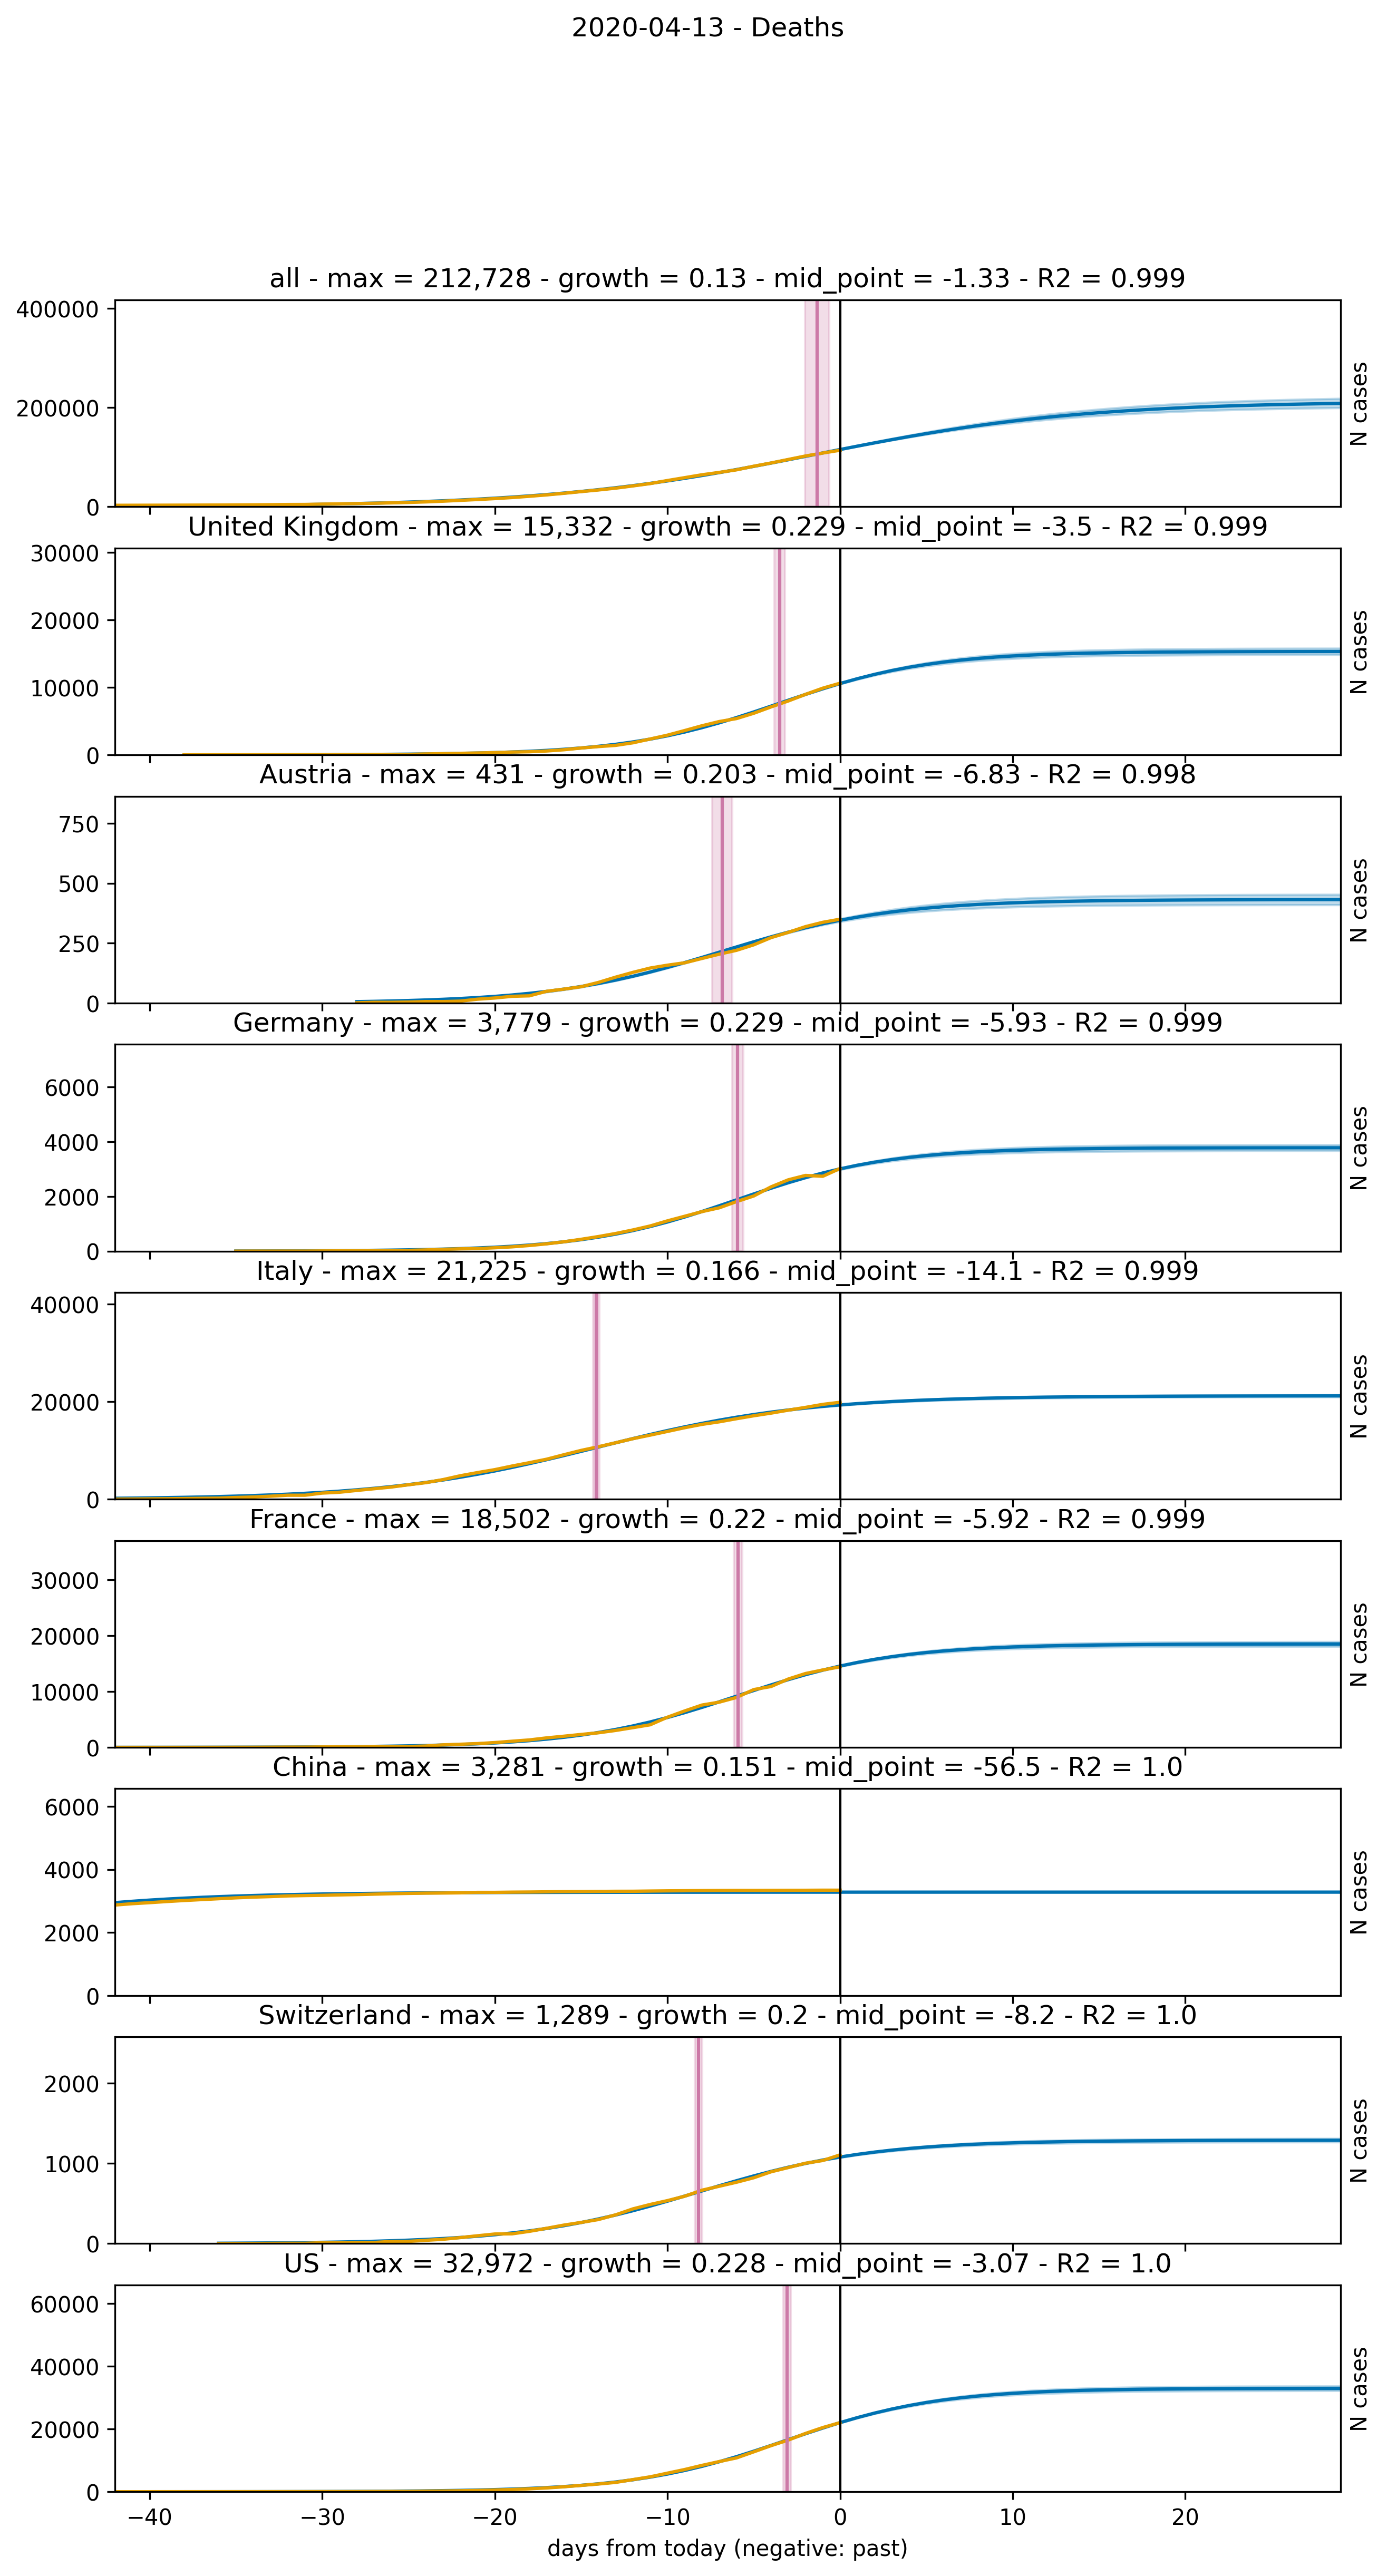 2020-04-13 - Deaths
all - max = 212,728 - growth = 0.13 - mid_point = -1.33 - R2 = 0.999
400000
200000
0
N cases
United Kingdom - max = 15,332 - growth = 0.229 - mid_point = -3.5 - R2 = 0.999
30000
20000
10000
0
N cases
Austria - max = 431 - growth = 0.203 - mid_point = -6.83 - R2 = 0.998
750
500
250
0
N cases
Germany - max = 3,779 - growth = 0.229 - mid_point = -5.93 - R2 = 0.999
6000
4000
2000
0
N cases
Italy - max = 21,225 - growth = 0.166 - mid_point = -14.1 - R2 = 0.999
40000
20000
0
N cases
France - max = 18,502 - growth = 0.22 - mid_point = -5.92 - R2 = 0.999
30000
20000
10000
0
N cases
China - max = 3,281 - growth = 0.151 - mid_point = -56.5 - R2 = 1.0
6000
4000
2000
0
N cases
Switzerland - max = 1,289 - growth = 0.2 - mid_point = -8.2 - R2 = 1.0
2000
1000
0
N cases
US - max = 32,972 - growth = 0.228 - mid_point = -3.07 - R2 = 1.0
60000
40000
20000
0
N cases
−40 −30 −20 −10 0 10 20
days from today (negative: past)